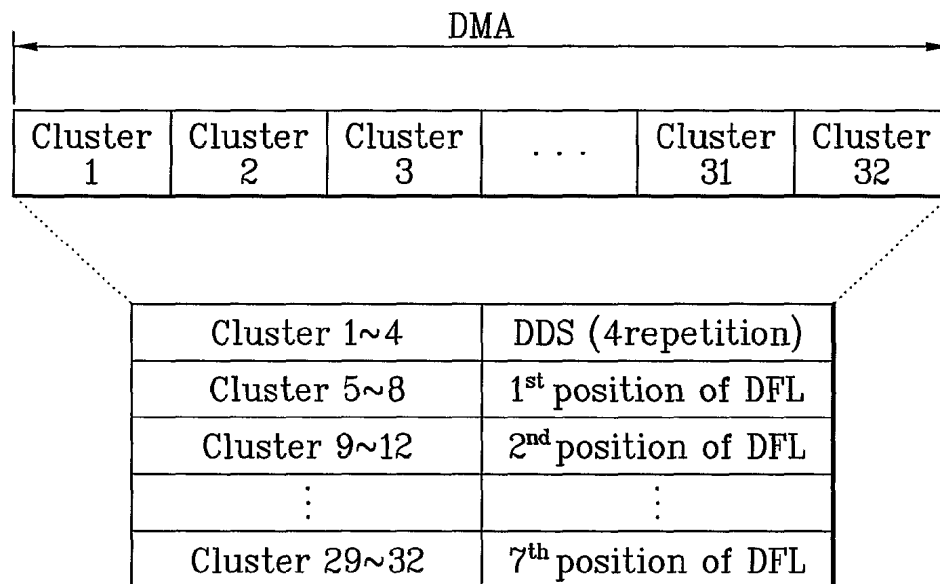 DMA
Cluster 1
Cluster 2
Cluster 3
. . .
Cluster 31
Cluster 32
Cluster 1~4 DDS (4repetition)
Cluster 5~8 1st position of DFL
Cluster 9~12 2nd position of DFL
⋮ ⋮
Cluster 29~32 7th position of DFL